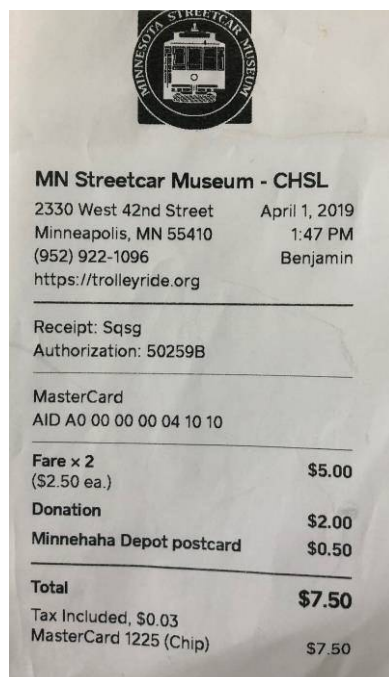 MINNESOTA STREETCAR MUSEUM
MN Streetcar Museum - CHSL
2330 West 42nd Street April 1, 2019
Minneapolis, MN 55410 1:47 PM
(952) 922-1096 Benjamin
https://trolleyride.org
Receipt: Sqsg
Authorization: 50259B
MasterCard
AID A0 00 00 00 04 10 10
Fare × 2 $5.00
($2.50 ea.)
Donation $2.00
Minnehaha Depot postcard $0.50
Total $7.50
Tax Included, $0.03
MasterCard 1225 (Chip) $7.50